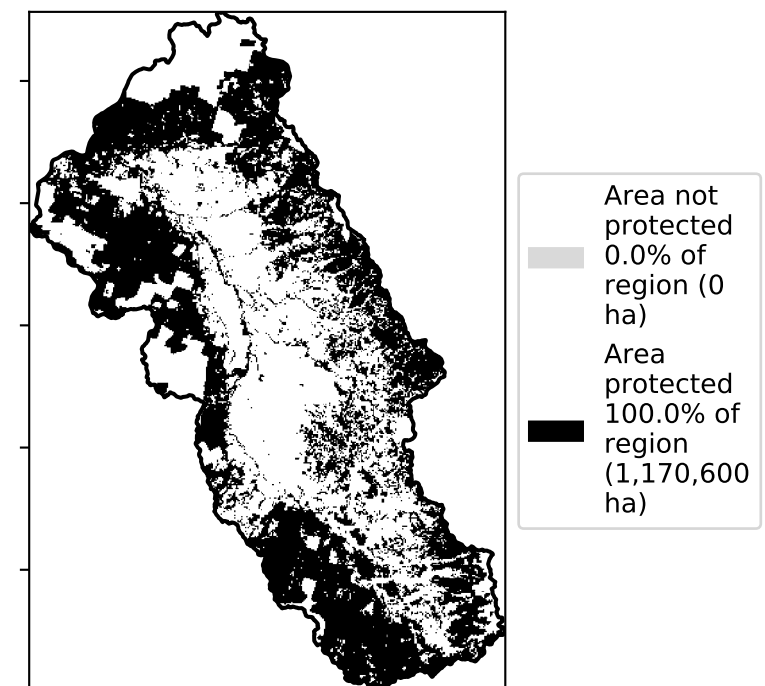 Area not
protected
0.0% of
region (0
ha)
Area
protected
100.0% of
region
(1,170,600
ha)